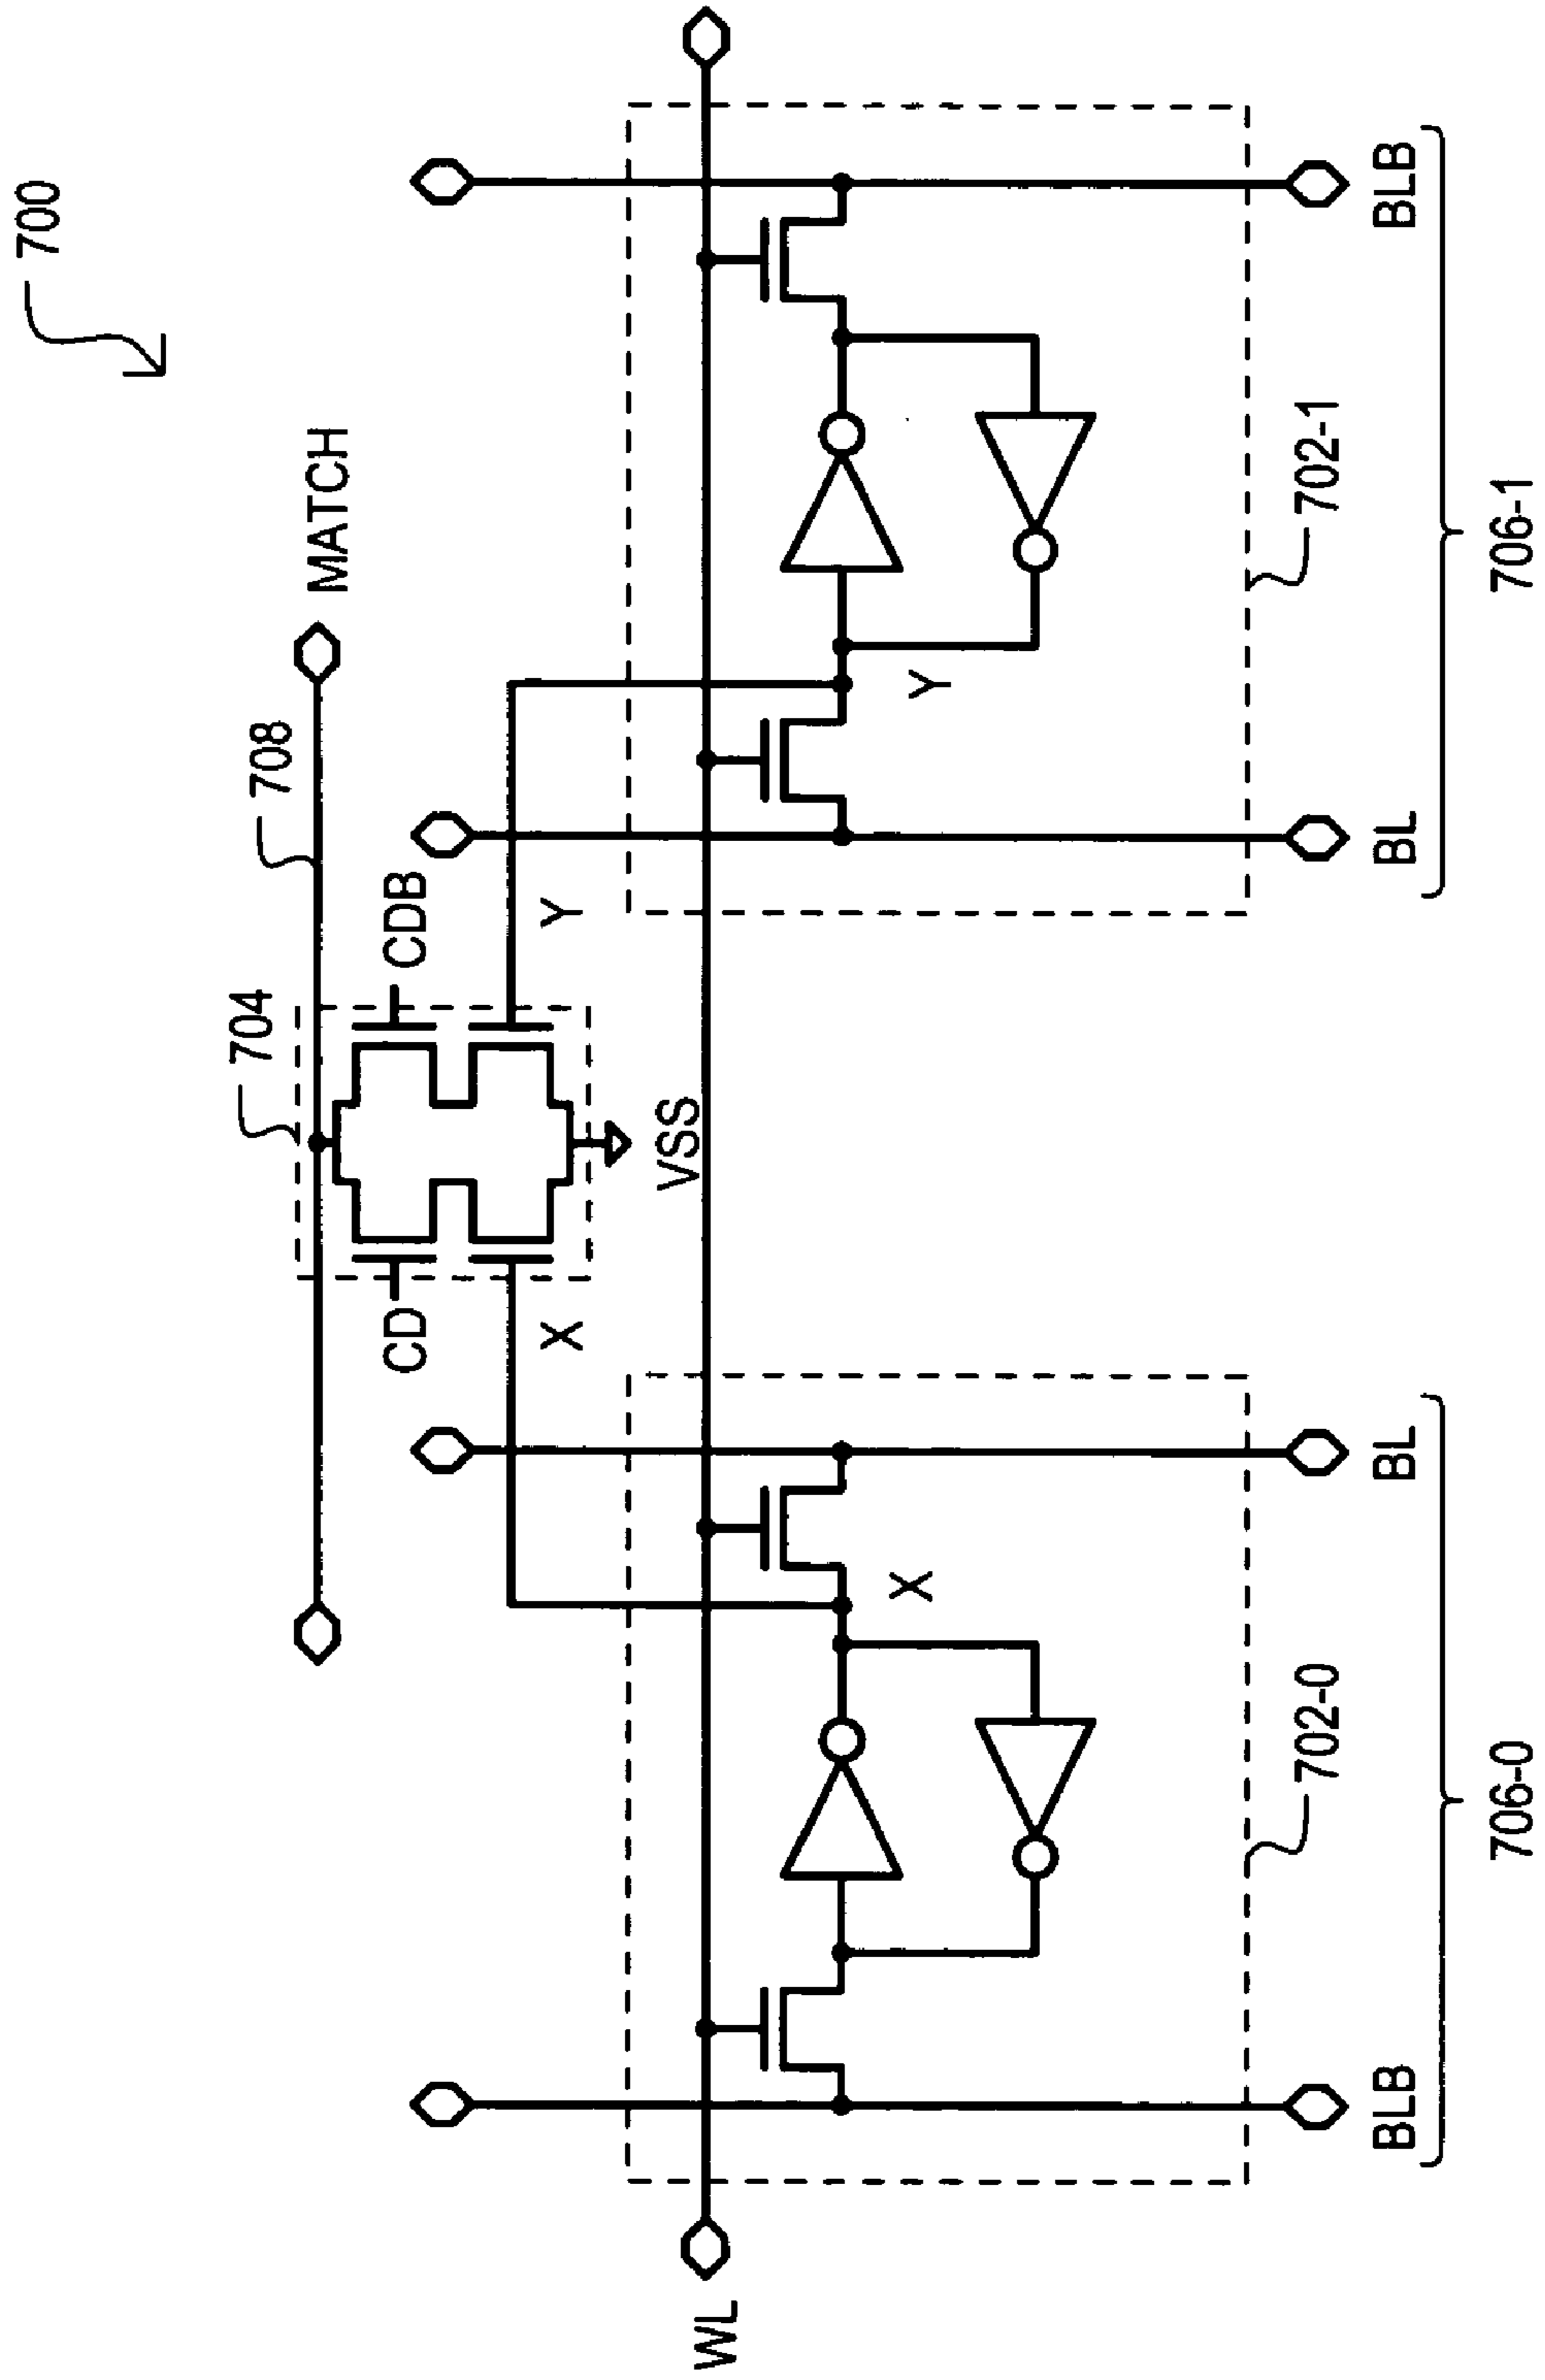 700
MATCH
708
704
CD
CDB
X
Y
VSS
WL
X
Y
702-0
702-1
BLB
BL
BL
BLB
706-0
706-1